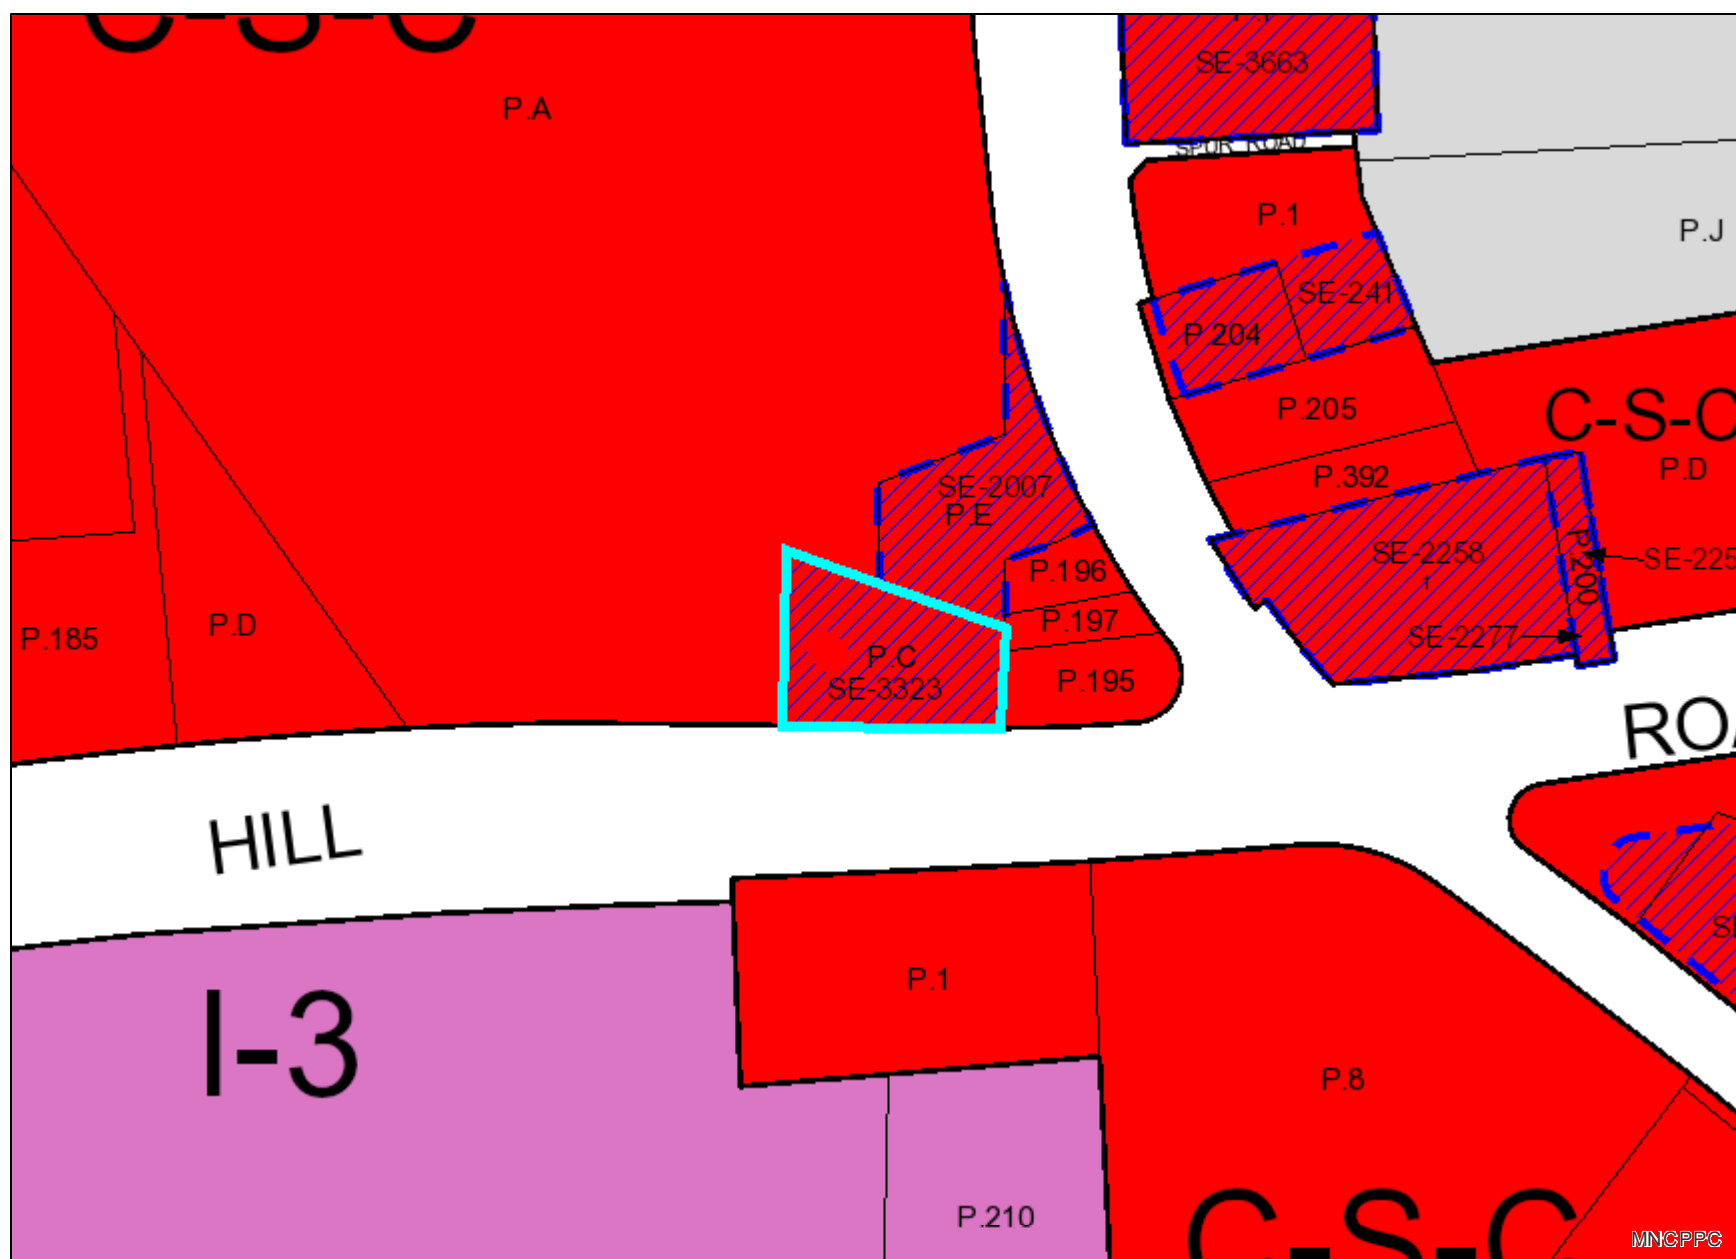 C-S-C
P.A
SE-3663
SPUR ROAD
P.1
P.J
SE-241
P.204
P.205
C-S-C
P.D
P.392
SE-2007
P.E
SE-2258
1
P.200
SE-225
P.196
P.197
SE-2277
P.185
P.D
P.C
SE-3323
P.195
HILL
P.1
I-3
P.8
P.210
C-S-C
MNCPPC